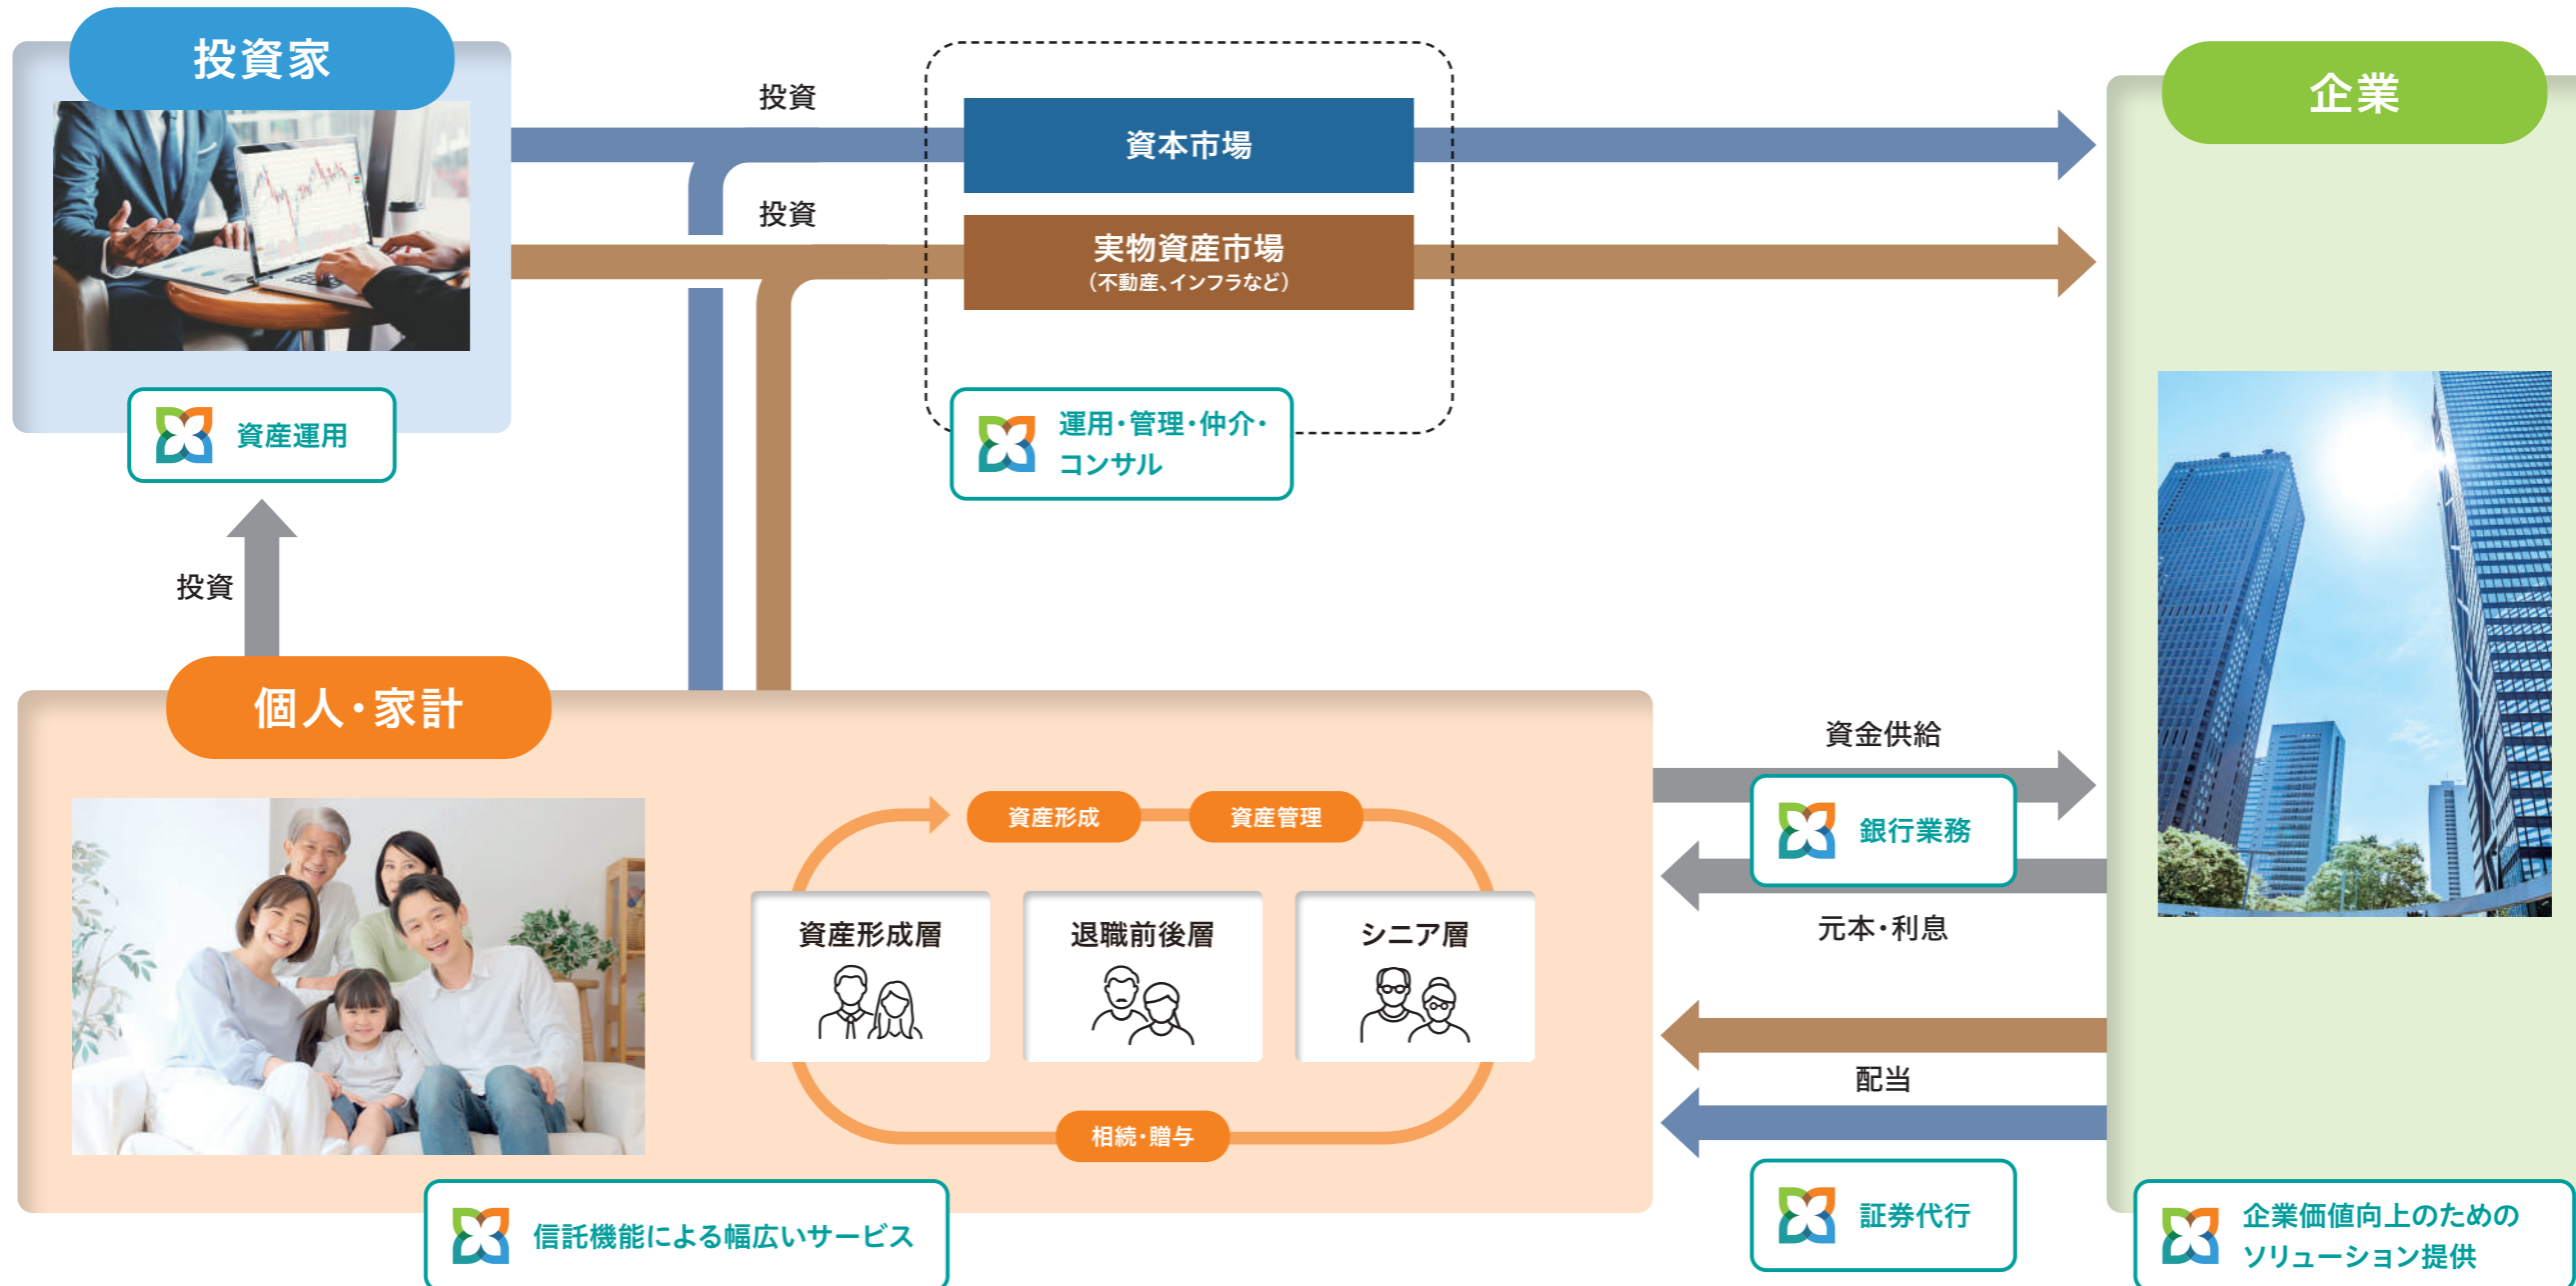 投資家
資産運用
投資
投資
資本市場
実物資産市場
(不動産、インフラなど)
運用・管理・仲介・
コンサル
企業
投資
個人・家計
資産形成
資産管理
資産形成層
退職前後層
シニア層
相続・贈与
信託機能による幅広いサービス
資金供給
銀行業務
元本・利息
配当
証券代行
企業価値向上のための
ソリューション提供